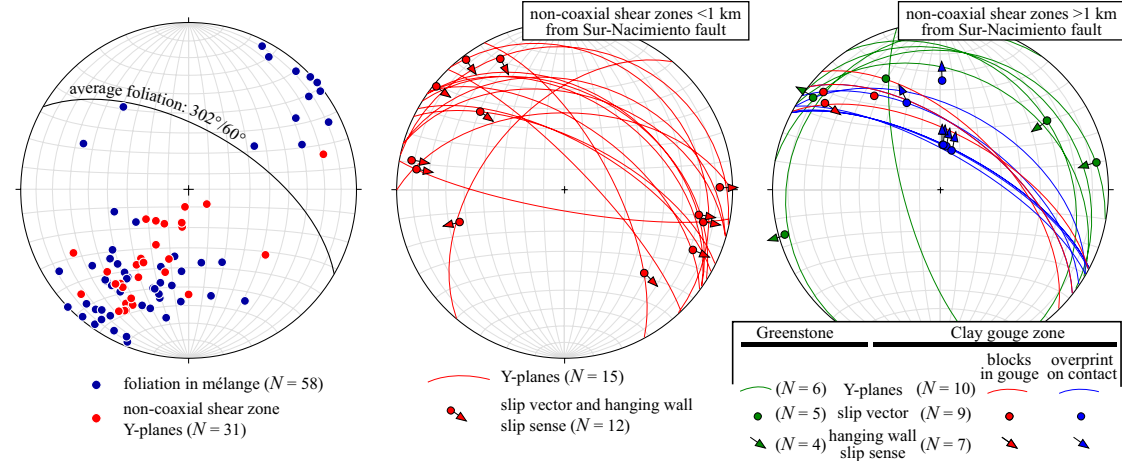 non-coaxial shear zones <1 km
from Sur-Nacimiento fault
non-coaxial shear zones >1 km
from Sur-Nacimiento fault
average foliation: 302°/60°
foliation in mélange (N = 58)
non-coaxial shear zone
Y-planes (N = 31)
Y-planes (N = 15)
slip vector and hanging wall
slip sense (N = 12)
Greenstone Clay gouge zone
blocks in gouge overprint on contact
(N = 6) Y-planes (N = 10)
(N = 5) slip vector (N = 9)
(N = 4) hanging wall slip sense (N = 7)